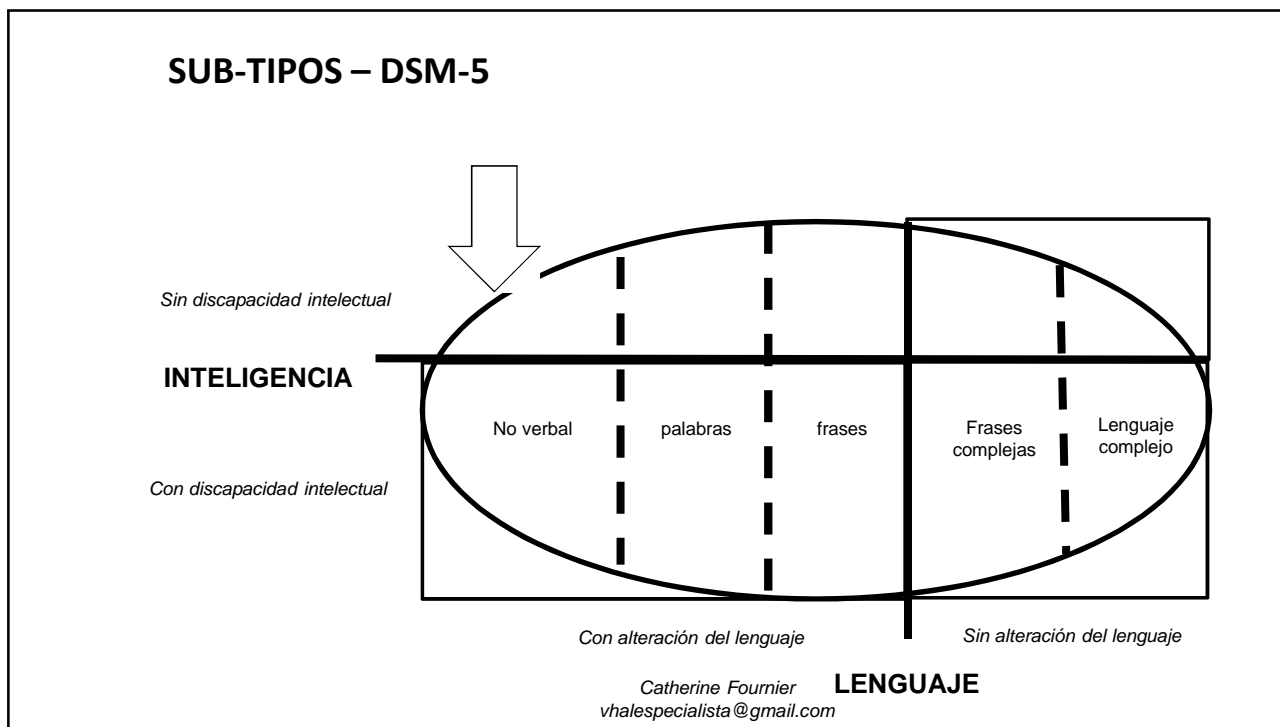 SUB-TIPOS – DSM-5
Sin discapacidad intelectual
INTELIGENCIA
No verbal
palabras
frases
Frases
complejas
Lenguaje
complejo
Con discapacidad intelectual
Con alteración del lenguaje
Sin alteración del lenguaje
Catherine Fournier
LENGUAJE
vhalespecialista@gmail.com